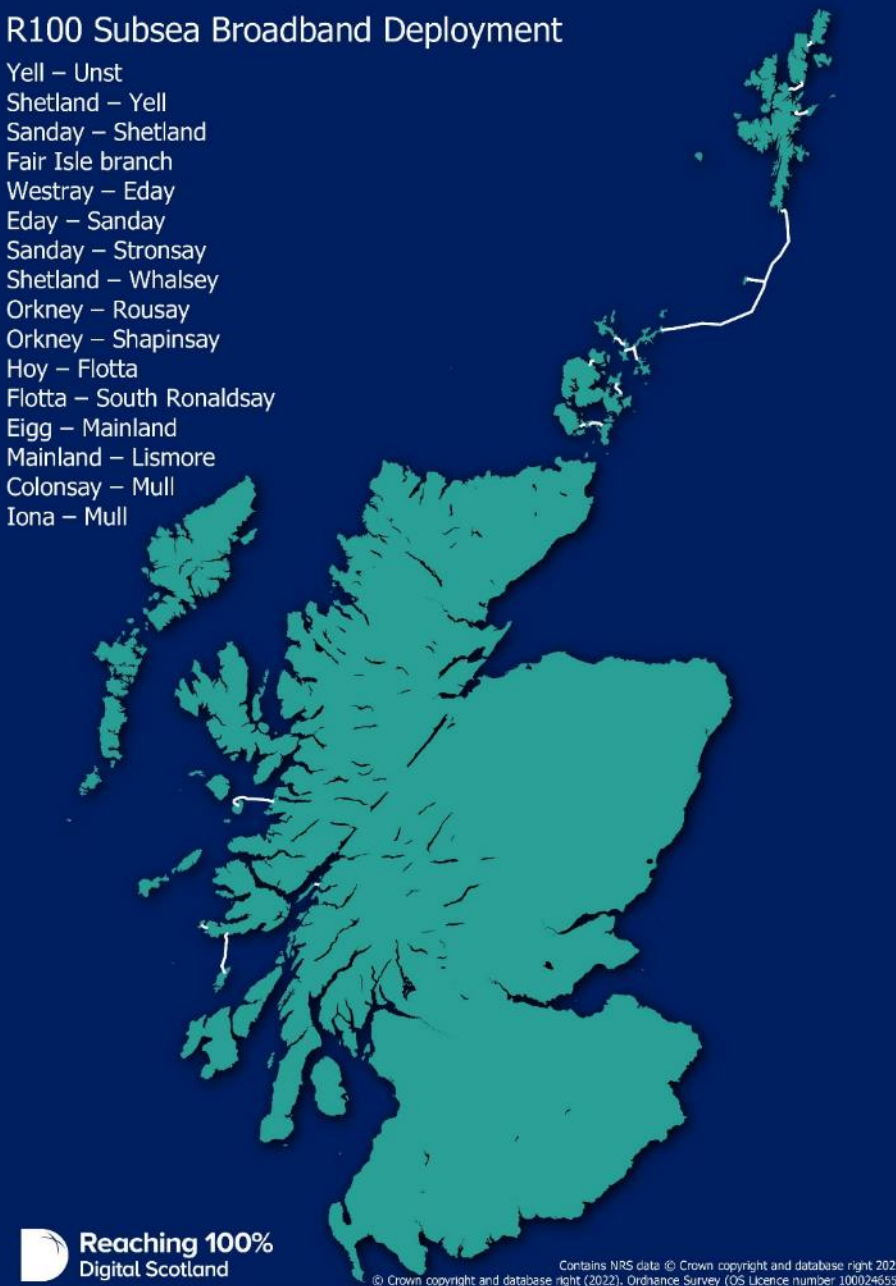 R100 Subsea Broadband Deployment
Yell – Unst
Shetland – Yell
Sanday – Shetland
Fair Isle branch
Westray – Eday
Eday – Sanday
Sanday – Stronsay
Shetland – Whalsey
Orkney – Rousay
Orkney – Shapinsay
Hoy – Flotta
Flotta – South Ronaldsay
Eigg – Mainland
Mainland – Lismore
Colonsay – Mull
Iona – Mull
Reaching 100%
Digital Scotland
Contains NRS data © Crown copyright and database right
© Crown copyright and database right (2022). Ordnance Survey (OS Licence number